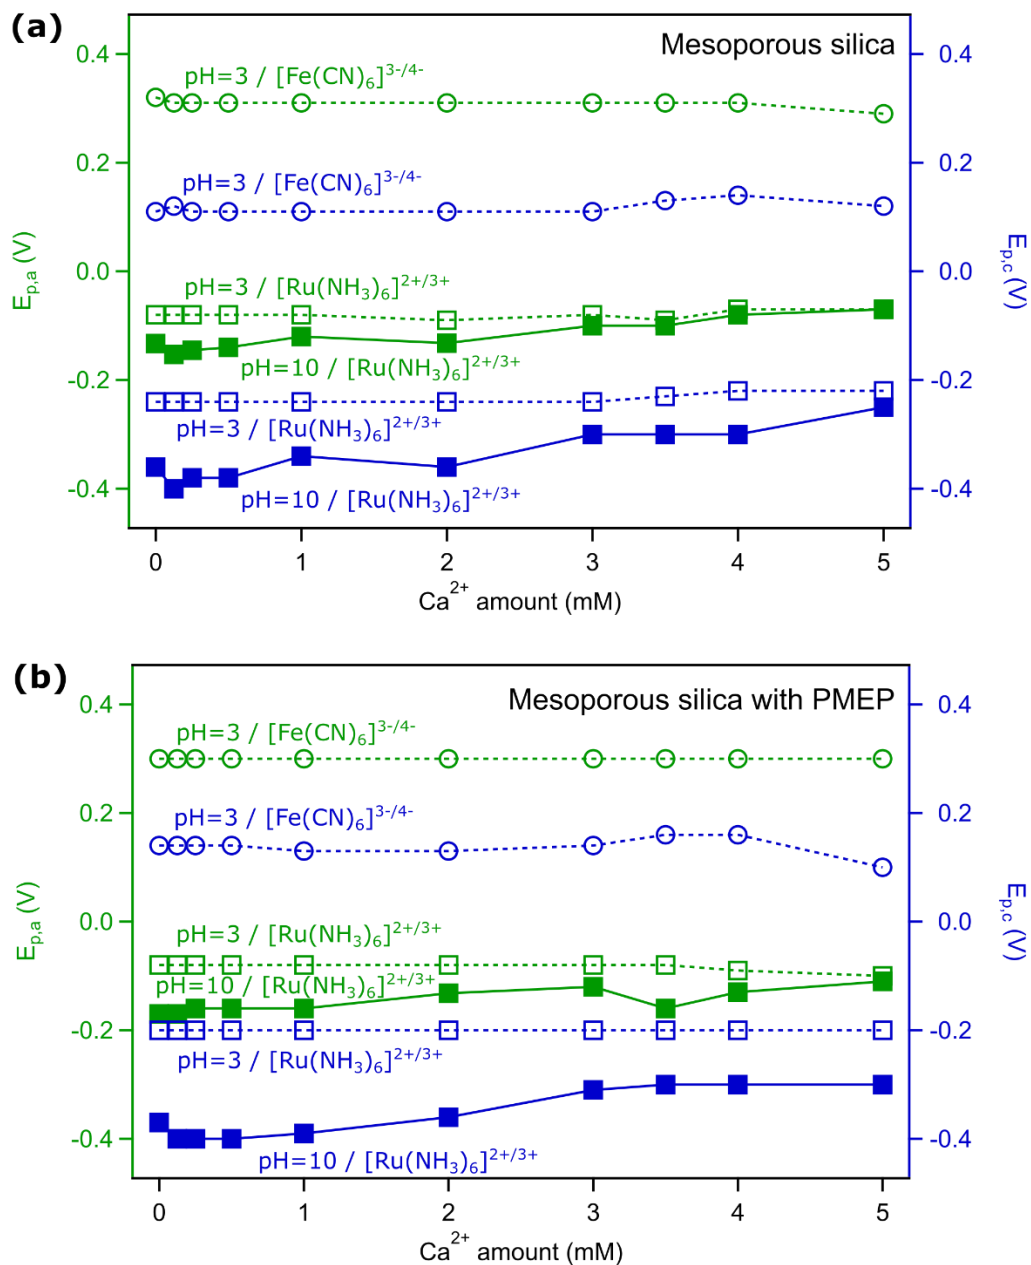 (a)
Mesoporous silica
pH=3 / [Fe(CN)₆]³⁻/⁴⁻
pH=3 / [Fe(CN)₆]³⁻/⁴⁻
pH=3 / [Ru(NH₃)₆]²⁺/³⁺
pH=10 / [Ru(NH₃)₆]²⁺/³⁺
pH=3 / [Ru(NH₃)₆]²⁺/³⁺
pH=10 / [Ru(NH₃)₆]²⁺/³⁺
0.4
0.2
0.0
-0.2
-0.4
E_p,a (V)
0.4
0.2
0.0
-0.2
-0.4
E_p,c (V)
0 1 2 3 4 5
Ca²⁺ amount (mM)
(b)
Mesoporous silica with PMEP
pH=3 / [Fe(CN)₆]³⁻/⁴⁻
pH=3 / [Fe(CN)₆]³⁻/⁴⁻
pH=3 / [Ru(NH₃)₆]²⁺/³⁺
pH=10 / [Ru(NH₃)₆]²⁺/³⁺
pH=3 / [Ru(NH₃)₆]²⁺/³⁺
pH=10 / [Ru(NH₃)₆]²⁺/³⁺
0.4
0.2
0.0
-0.2
-0.4
E_p,a (V)
0.4
0.2
0.0
-0.2
-0.4
E_p,c (V)
0 1 2 3 4 5
Ca²⁺ amount (mM)